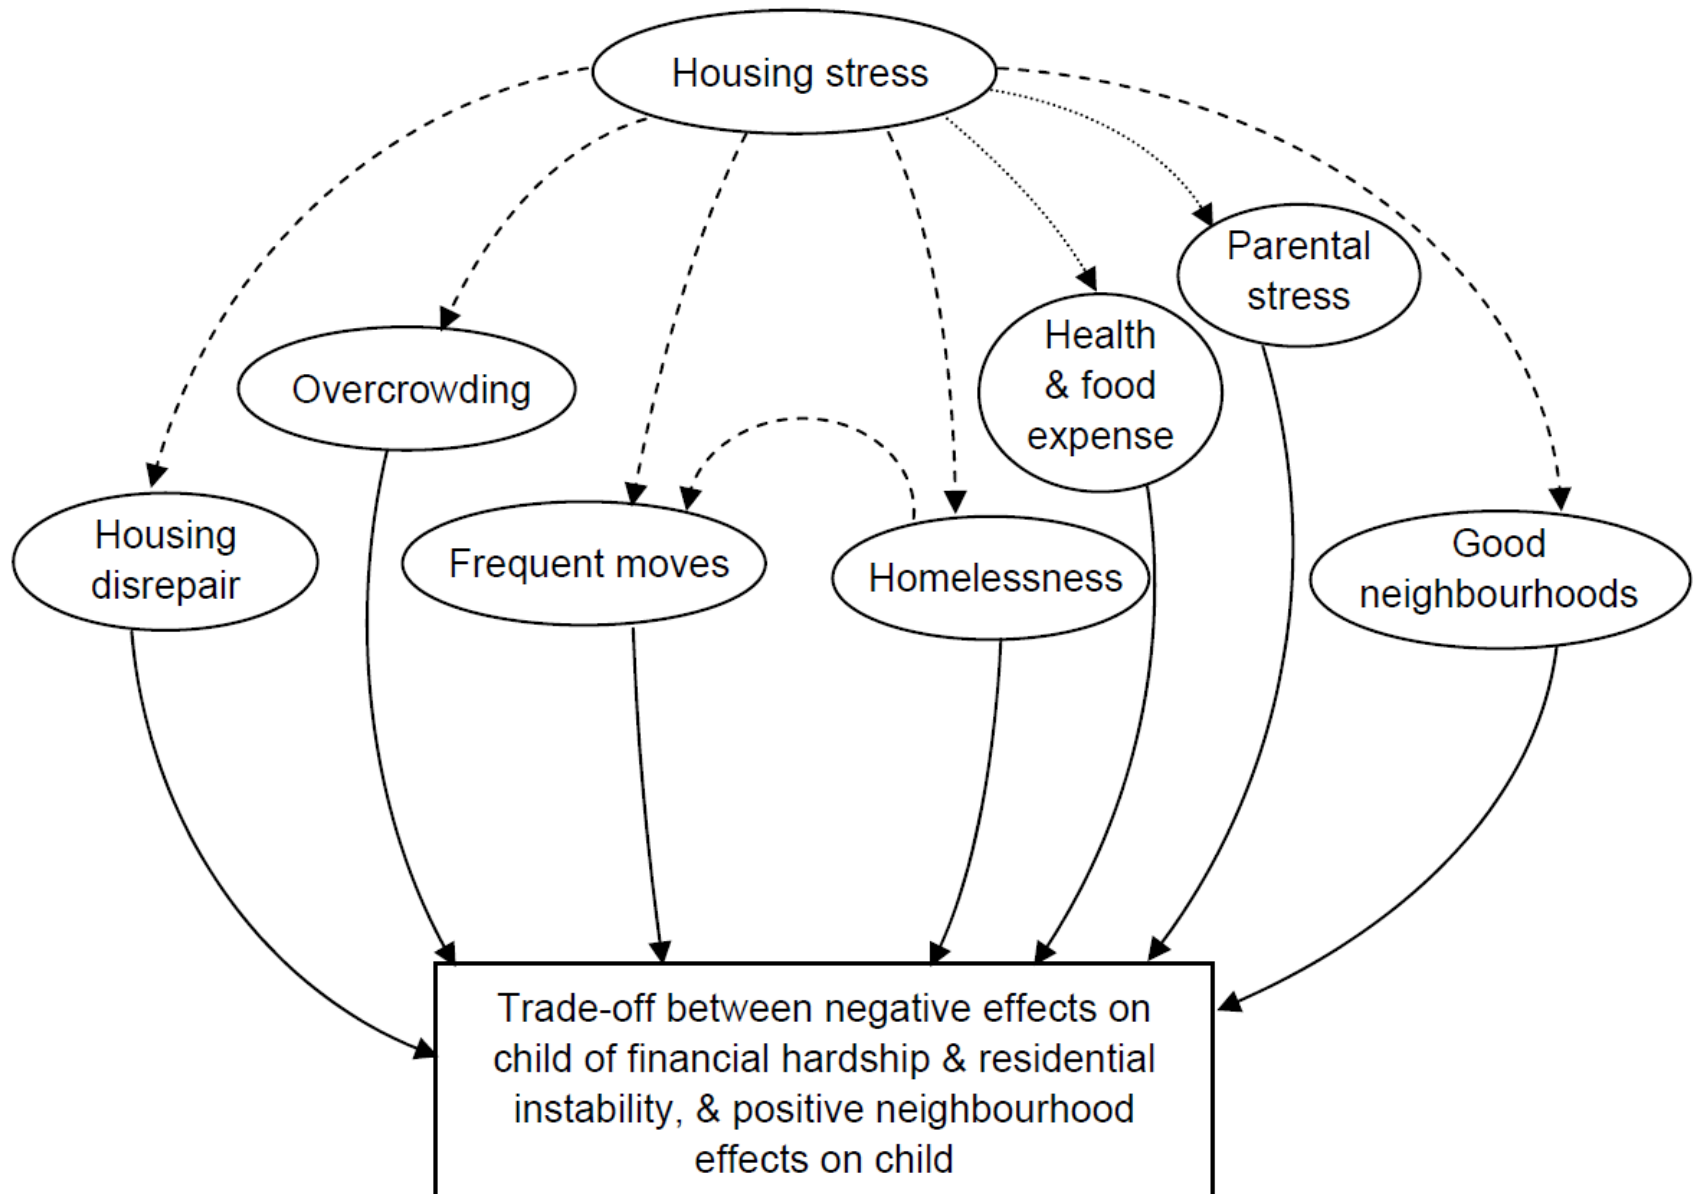 Housing stress
Parental
stress
Health
& food
expense
Overcrowding
Housing
disrepair
Frequent moves
Homelessness
Good
neighbourhoods
Trade-off between negative effects on
child of financial hardship & residential
instability, & positive neighbourhood
effects on child